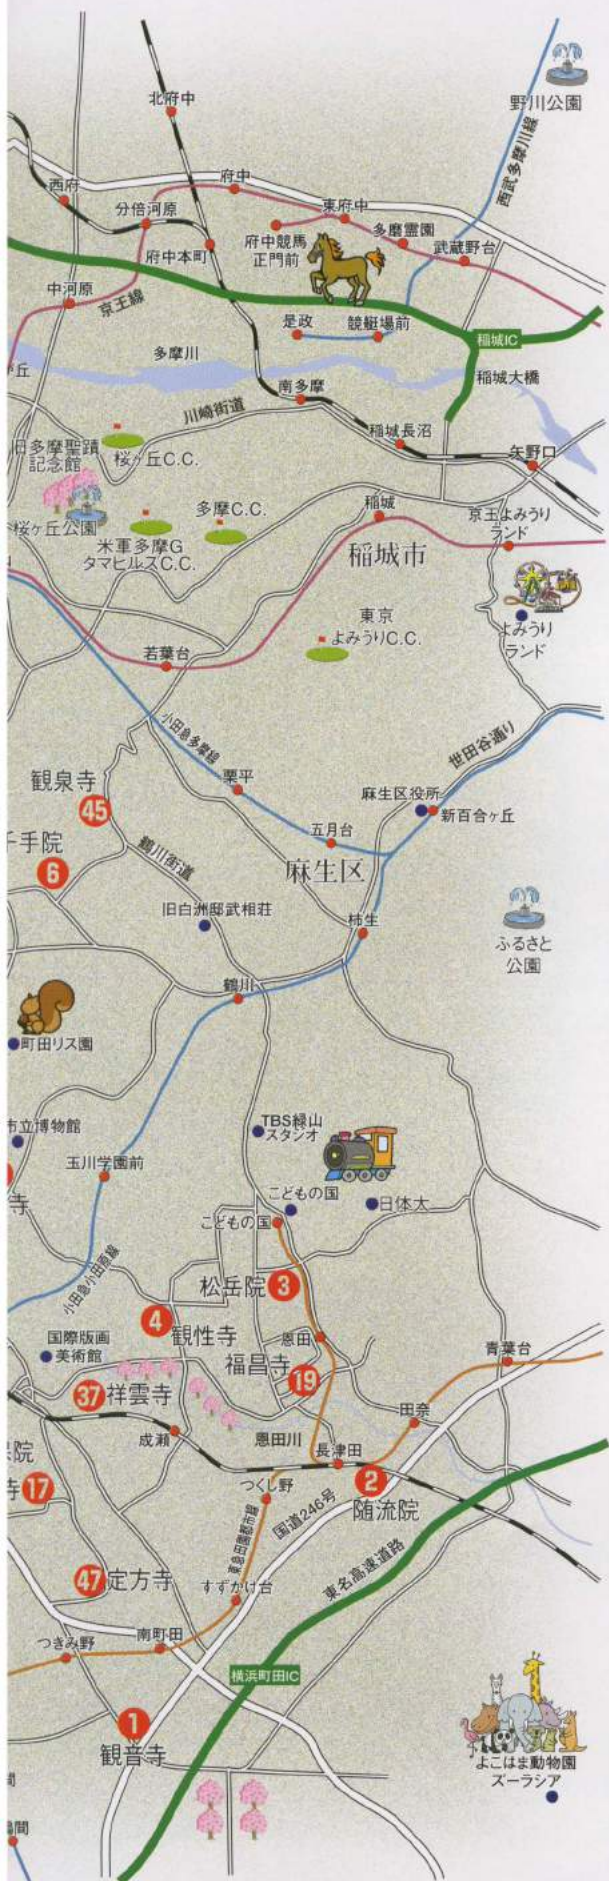 野川公園
北府中
西武多摩川線
西府
府中
分倍河原
東府中
府中競馬
正門前
多磨霊園
武蔵野台
府中本町
中河原
京王線
是政
競艇場前
稲城IC
ヶ丘
多摩川
稲城大橋
南多摩
川崎街道
稲城長沼
矢野口
旧多摩聖蹟
記念館
桜ヶ丘C.C.
桜ヶ丘公園
多摩C.C.
稲城
京王よみうり
ランド
米軍多摩G
タマヒルズC.C.
稲城市
東京
よみうりC.C.
よみうり
ランド
若葉台
小田急多摩線
世田谷通り
観泉寺
45
栗平
麻生区役所
新百合ヶ丘
千手院
6
五月台
鶴川街道
麻生区
旧白洲邸武相荘
柿生
ふるさと
公園
鶴川
町田リス園
市立博物館
TBS緑山
スタジオ
玉川学園前
寺
こどもの国
日体大
こどもの国
小田急小田原線
松岳院
3
4
観性寺
国際版画
美術館
恩田
福昌寺
19
青葉台
37
祥雲寺
田奈
成瀬
恩田川
長津田
院
寺
17
つくし野
2
随流院
国道246号
東急田園都市線
東名高速道路
47
定方寺
すずかけ台
つきみ野
南町田
横浜町田IC
1
観音寺
よこはま動物園
ズーラシア
間
鶴間